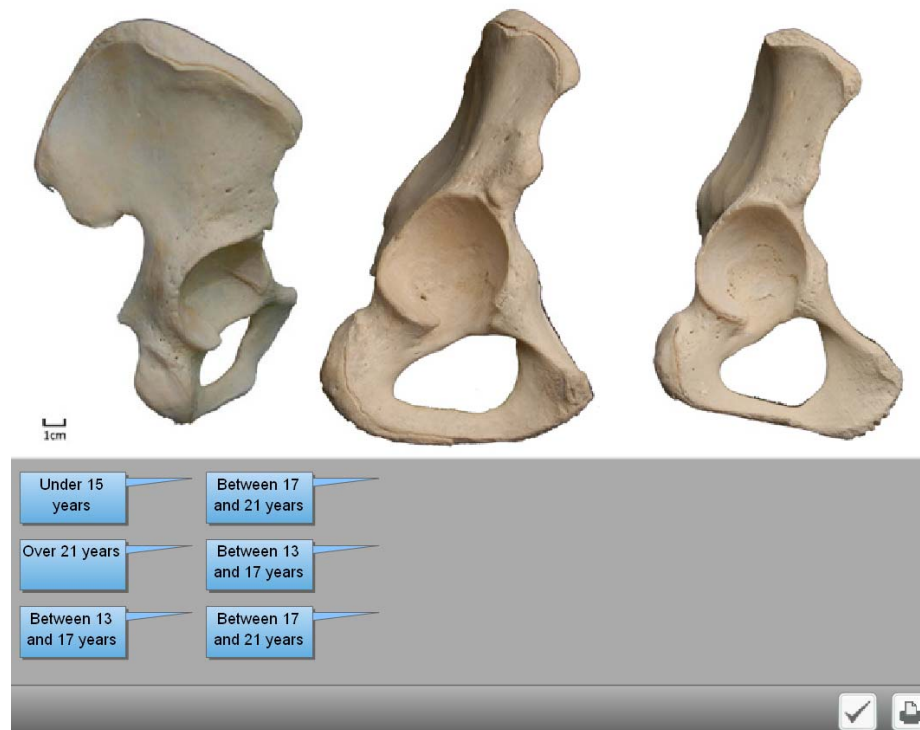 1cm
Under 15
years
Between 17
and 21 years
Over 21 years
Between 13
and 17 years
Between 13
and 17 years
Between 17
and 21 years